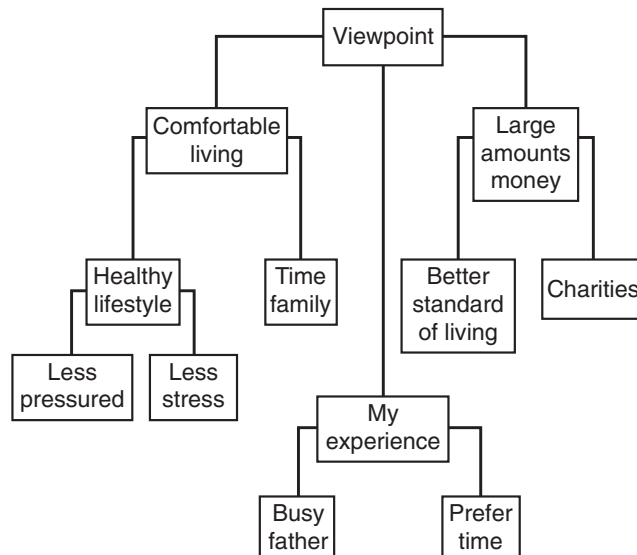 Viewpoint
Comfortable
living
Large
amounts
money
Healthy
lifestyle
Time
family
Better
standard
of living
Charities
Less
pressured
Less
stress
My
experience
Busy
father
Prefer
time